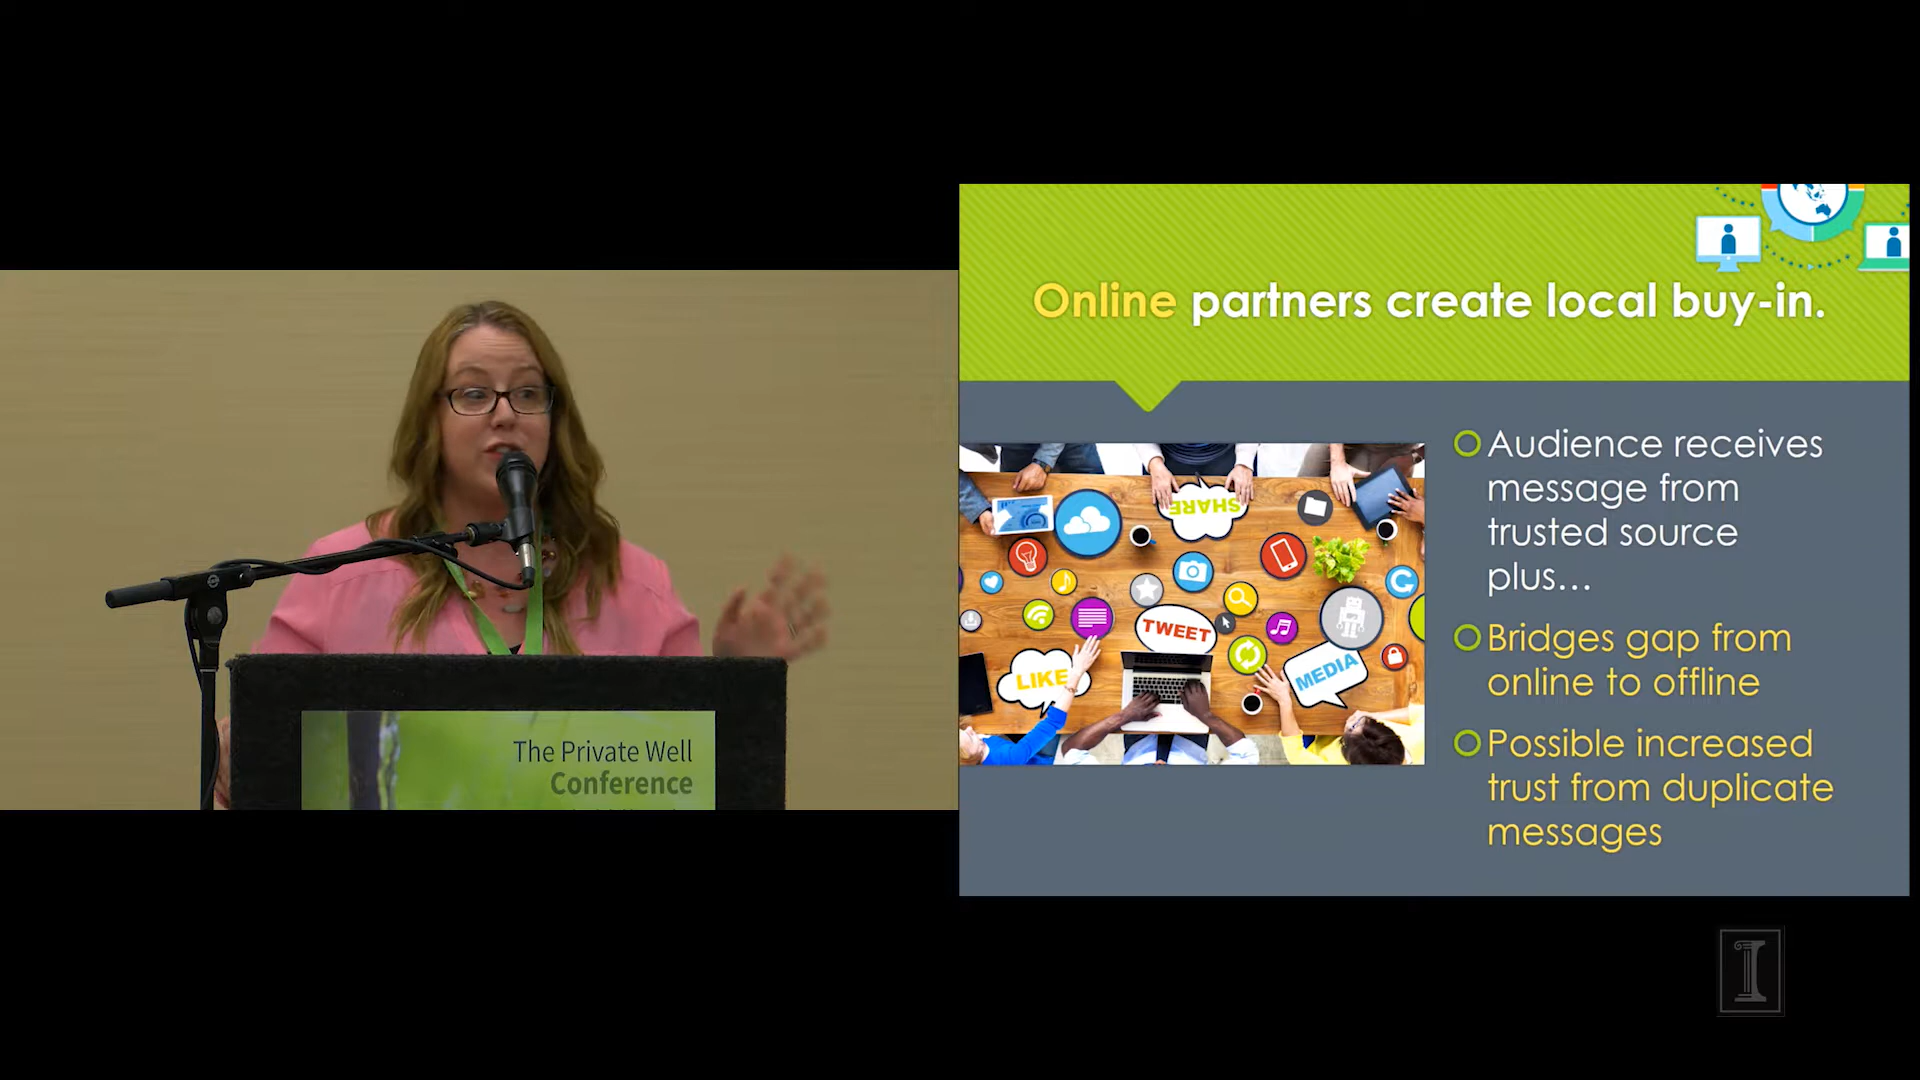 Online partners create local buy-in.
Audience receives
message from
trusted source
plus...
Bridges gap from
online to offline
Possible increased
trust from duplicate
messages
SHARE
TWEET
LIKE
MEDIA
The Private Well
Conference
I